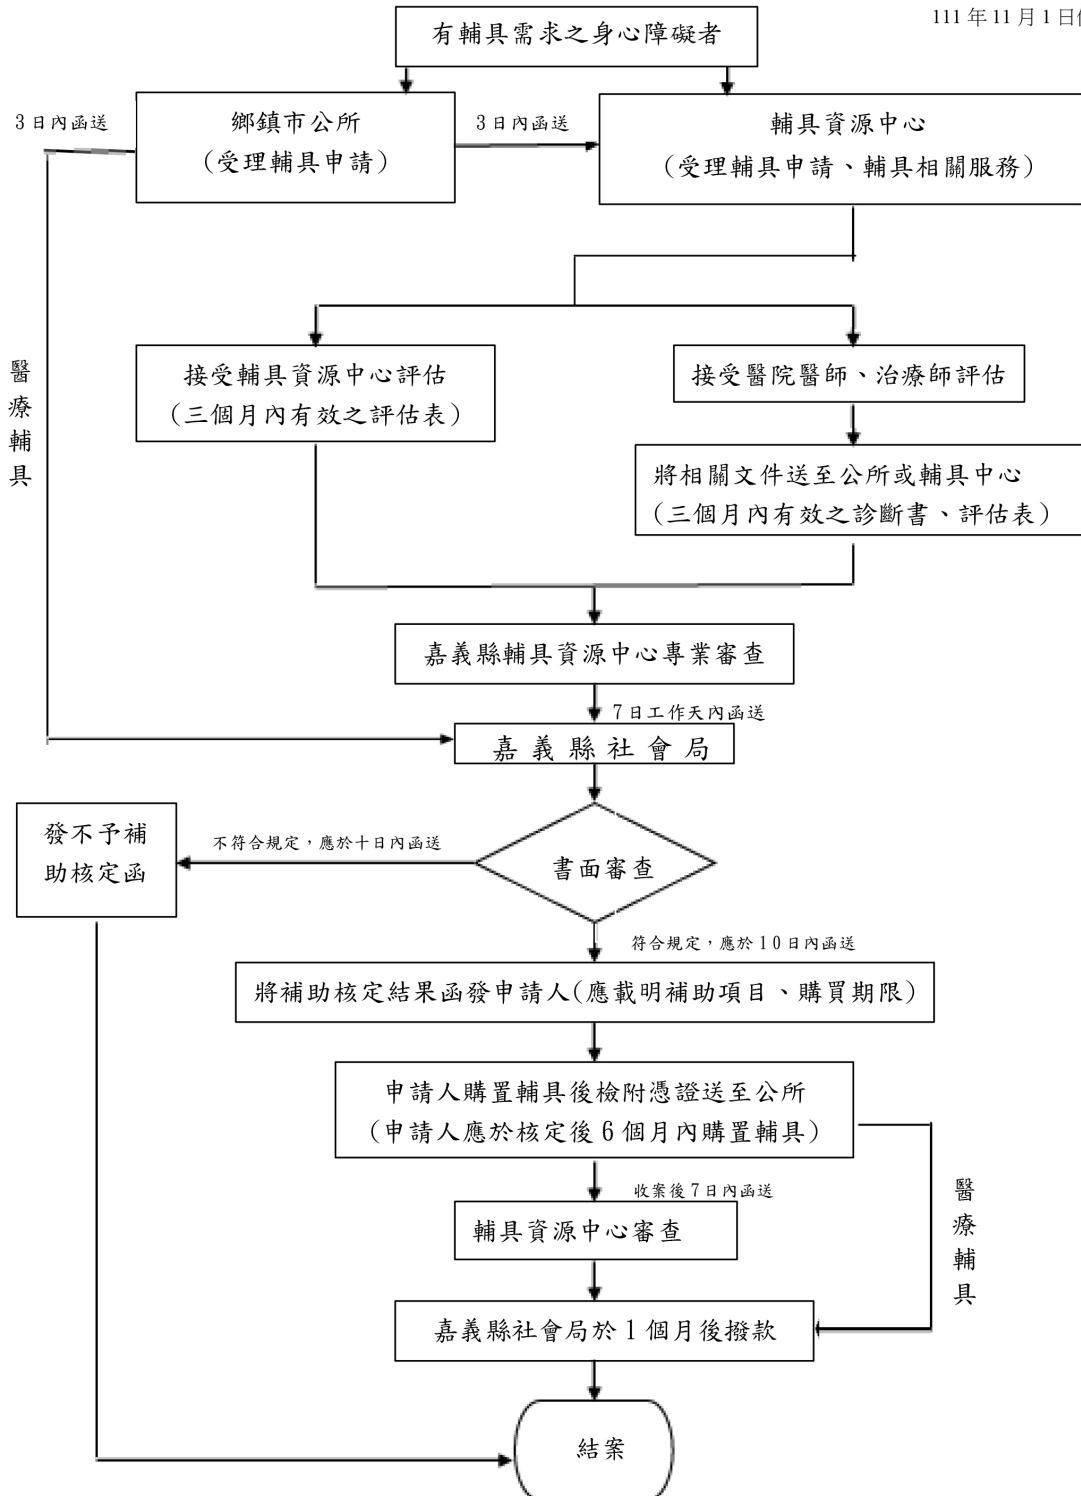 111 年 11 月 1 日
有輔具需求之身心障礙者
3 日內函送
鄉鎮市公所
(受理輔具申請)
3 日內函送
輔具資源中心
(受理輔具申請、輔具相關服務)
醫療輔具
接受輔具資源中心評估
(三個月內有效之評估表)
接受醫院醫師、治療師評估
將相關文件送至公所或輔具中心
(三個月內有效之診斷書、評估表)
嘉義縣輔具資源中心專業審查
7 日工作天內函送
嘉義縣社會局
發不予補
助核定函
不符合規定，應於十日內函送
書面審查
符合規定，應於 10 日內函送
將補助核定結果函發申請人(應載明補助項目、購買期限)
申請人購置輔具後檢附憑證送至公所
(申請人應於核定後 6 個月內購置輔具)
收案後 7 日內函送
輔具資源中心審查
醫療輔具
嘉義縣社會局於 1 個月後撥款
結案